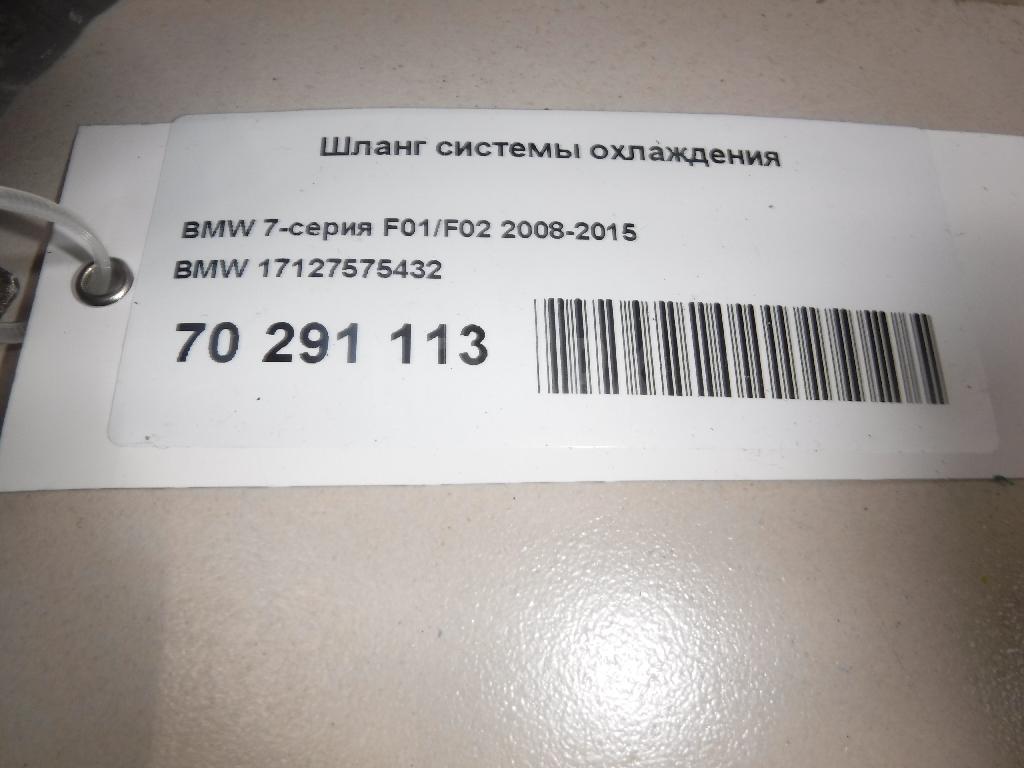 Шланг системы охлаждения
BMW 7-серия F01/F02 2008-2015
BMW 17127575432
70 291 113